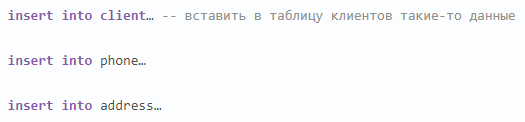 insert into client… -- вставить в таблицу клиентов такие-то данные
insert into phone…
insert into address…